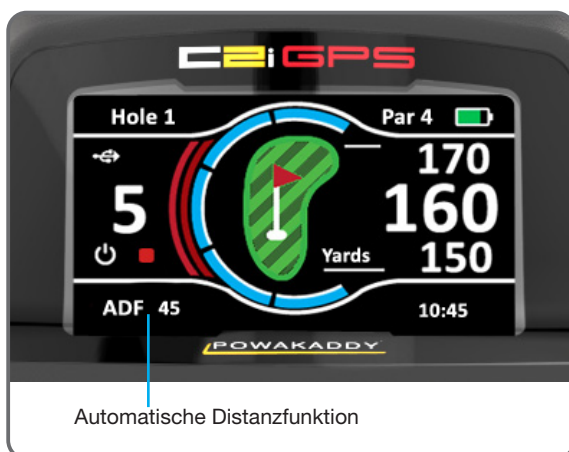 C2i GPS
Hole 1
Par 4
170
5
160
Yards
150
ADF 45
10:45
POWAKADDY
Automatische Distanzfunktion